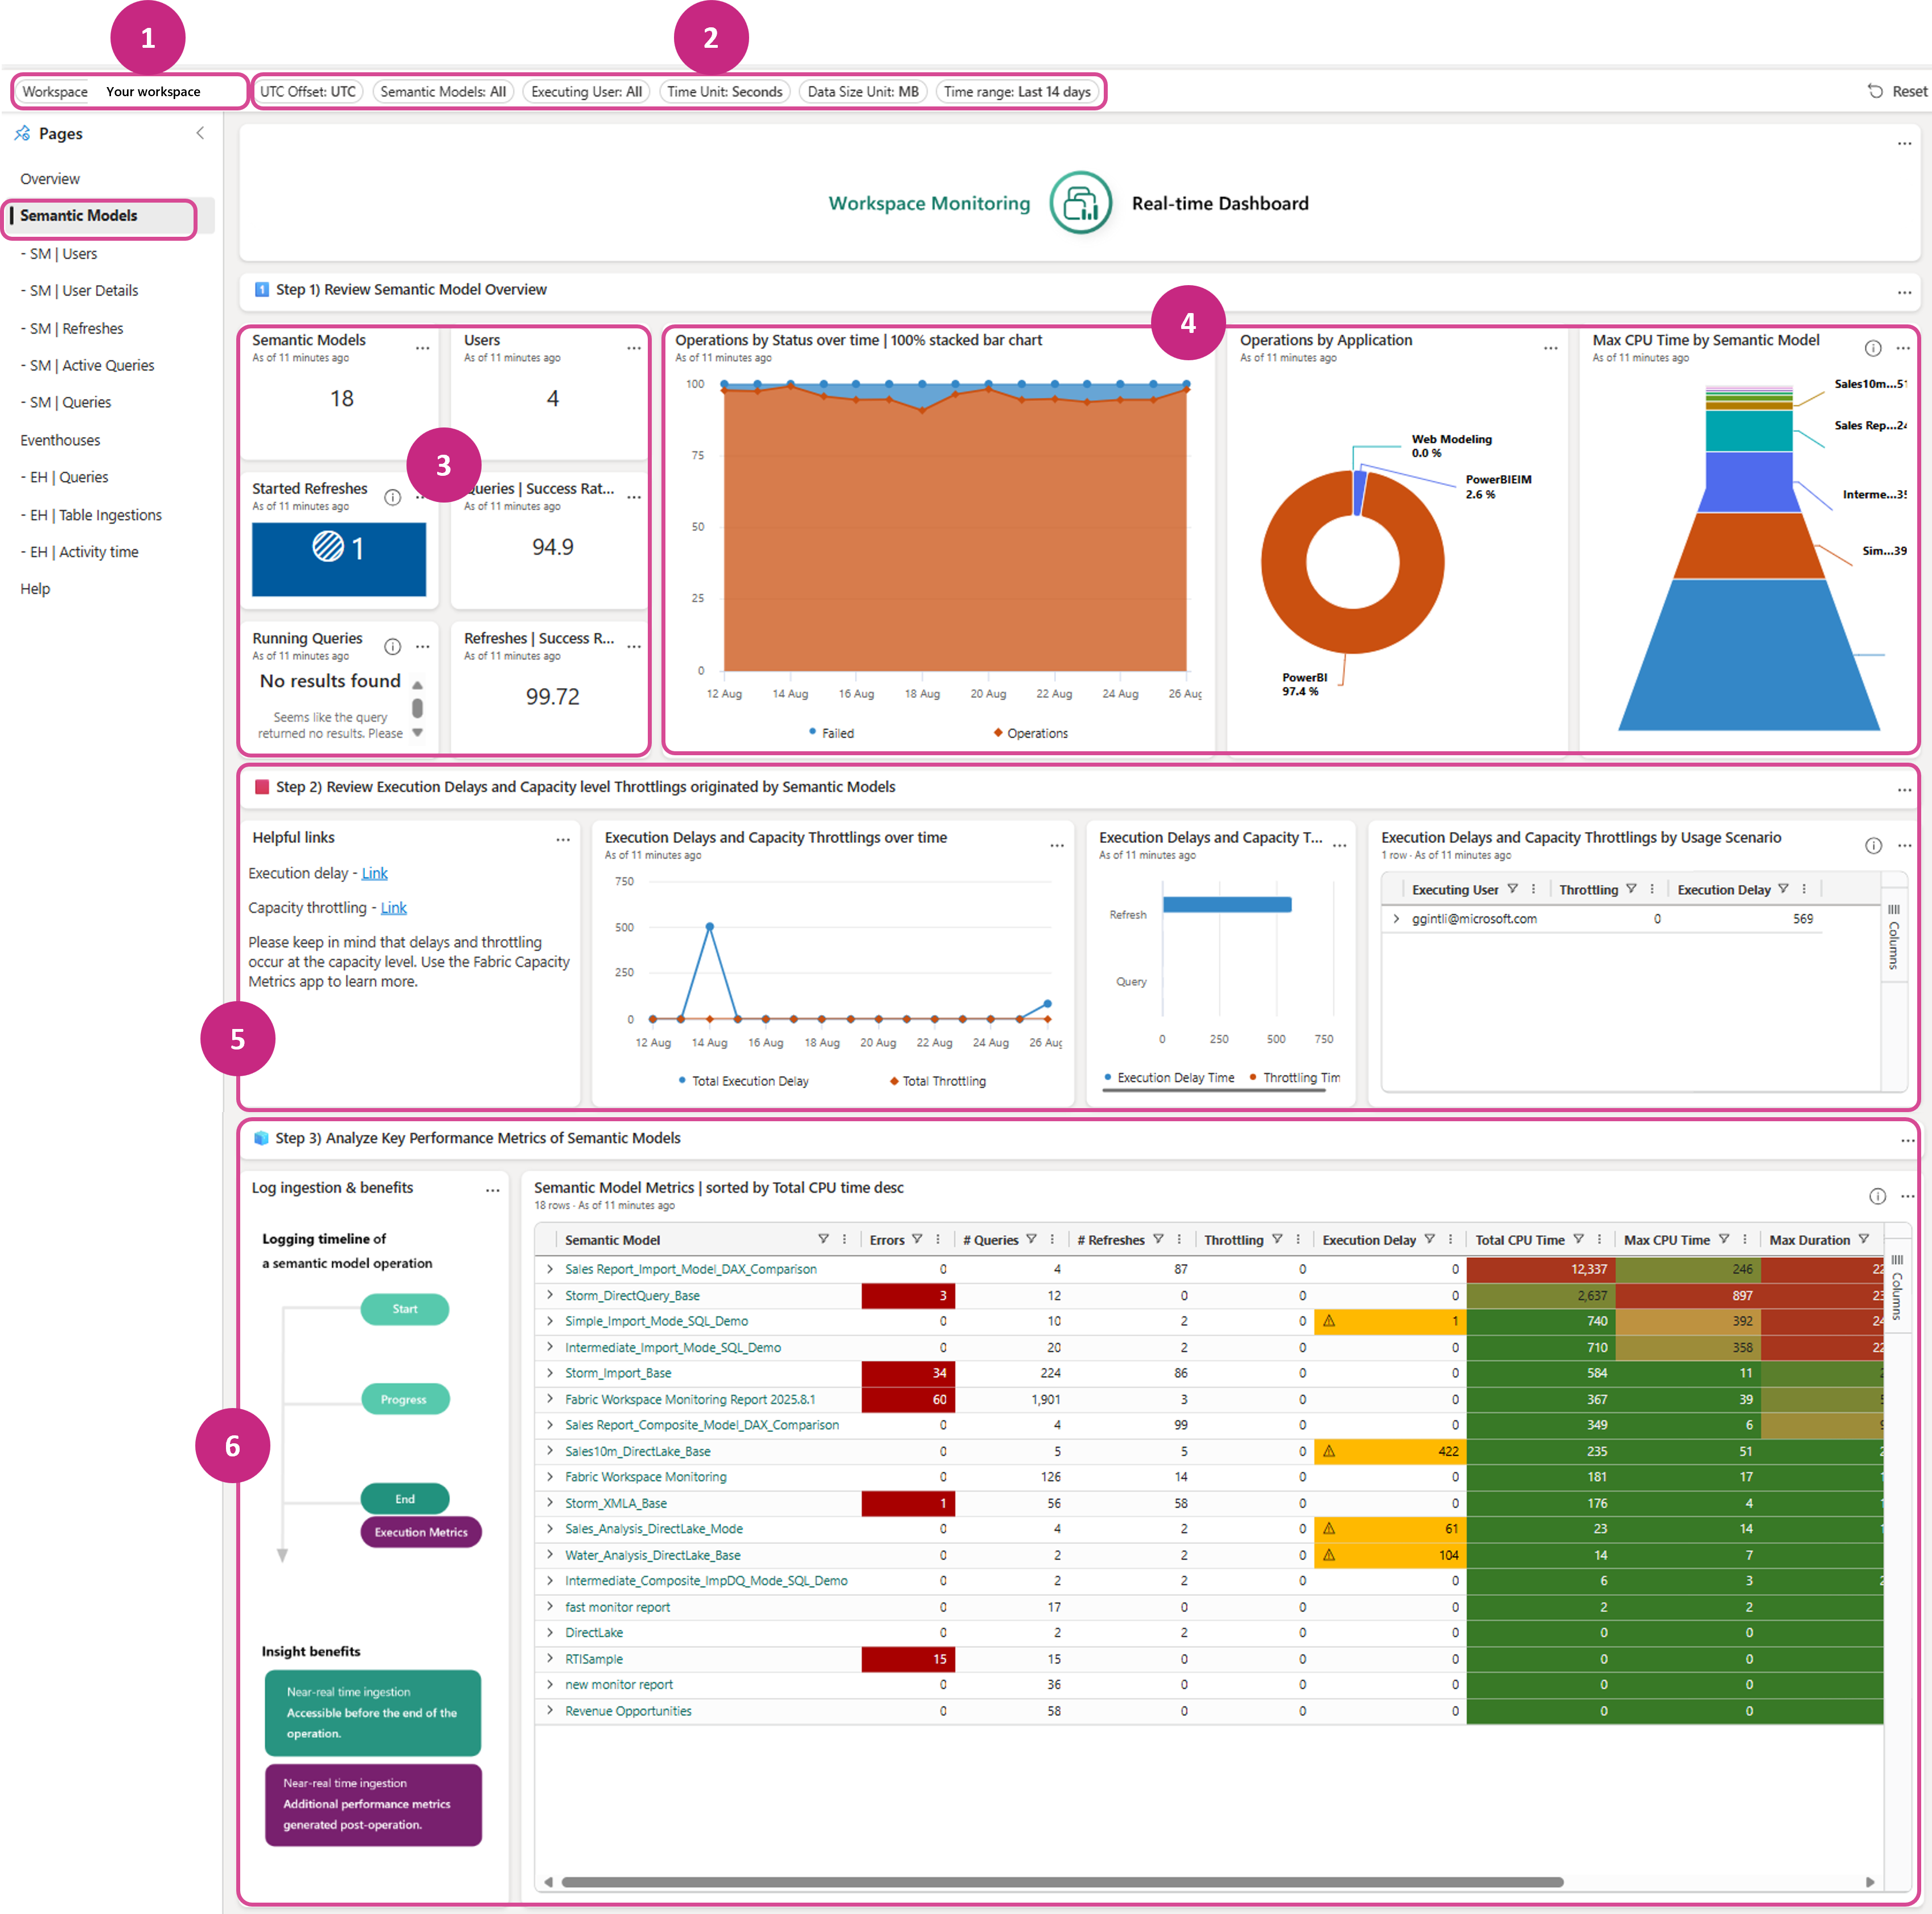 1
2
Workspace Your workspace UTC Offset: UTC Semantic Models: All Executing User: All Time Unit: Seconds Data Size Unit: MB Time range: Last 14 days Reset
Pages
Overview
Semantic Models
- SM | Users
- SM | User Details
- SM | Refreshes
- SM | Active Queries
- SM | Queries
Eventhouses
- EH | Queries
- EH | Table Ingestions
- EH | Activity time
Help
Workspace Monitoring Real-time Dashboard
1 Step 1) Review Semantic Model Overview
3
Semantic Models
As of 11 minutes ago
18
Users
As of 11 minutes ago
4
Started Refreshes
As of 11 minutes ago
1
Queries | Success Rat...
As of 11 minutes ago
94.9
Running Queries
As of 11 minutes ago
No results found
Seems like the query
returned no results. Please
Refreshes | Success R...
As of 11 minutes ago
99.72
4
Operations by Status over time | 100% stacked bar chart
As of 11 minutes ago
100
75
50
25
0
12 Aug 14 Aug 16 Aug 18 Aug 20 Aug 22 Aug 24 Aug 26 Aug
Failed Operations
Operations by Application
As of 11 minutes ago
Web Modeling
0.0 %
PowerBIEIM
2.6 %
PowerBI
97.4 %
Max CPU Time by Semantic Model
As of 11 minutes ago
Sales10m...51
Sales Rep...24
Interme...35
Sim...39
5
Step 2) Review Execution Delays and Capacity level Throttlings originated by Semantic Models
Helpful links
Execution delay - Link
Capacity throttling - Link
Please keep in mind that delays and throttling
occur at the capacity level. Use the Fabric Capacity
Metrics app to learn more.
Execution Delays and Capacity Throttlings over time
As of 11 minutes ago
750
500
250
0
12 Aug 14 Aug 16 Aug 18 Aug 20 Aug 22 Aug 24 Aug 26 Aug
Total Execution Delay Total Throttling
Execution Delays and Capacity T...
As of 11 minutes ago
Refresh
Query
0 250 500 750
Execution Delay Time Throttling Tim
Execution Delays and Capacity Throttlings by Usage Scenario
1 row · As of 11 minutes ago
Executing User Throttling Execution Delay
ggintli@microsoft.com 0 569
Columns
6
Step 3) Analyze Key Performance Metrics of Semantic Models
Log ingestion & benefits
Logging timeline of
a semantic model operation
Start
Progress
End
Execution Metrics
Insight benefits
Near-real time ingestion
Accessible before the end of the
operation.
Near-real time ingestion
Additional performance metrics
generated post-operation.
Semantic Model Metrics | sorted by Total CPU time desc
18 rows · As of 11 minutes ago
Semantic Model Errors # Queries # Refreshes Throttling Execution Delay Total CPU Time Max CPU Time Max Duration
Sales Report_Import_Model_DAX_Comparison 0 4 87 0 0 12,337 246 22
Storm_DirectQuery_Base 3 12 0 0 0 2,637 897 23
Simple_Import_Mode_SQL_Demo 0 10 2 0 1 740 392 24
Intermediate_Import_Mode_SQL_Demo 0 20 2 0 0 710 358 22
Storm_Import_Base 34 224 86 0 0 584 11
Fabric Workspace Monitoring Report 2025.8.1 60 1,901 3 0 0 367 39
Sales Report_Composite_Model_DAX_Comparison 0 4 99 0 0 349 6
Sales10m_DirectLake_Base 0 5 5 0 422 235 51
Fabric Workspace Monitoring 0 126 14 0 0 181 17
Storm_XMLA_Base 1 56 58 0 0 176 4
Sales_Analysis_DirectLake_Mode 0 4 2 0 61 23 14
Water_Analysis_DirectLake_Base 0 2 2 0 104 14 7
Intermediate_Composite_ImpDQ_Mode_SQL_Demo 0 2 2 0 0 6 3
fast monitor report 0 17 0 0 0 2 2
DirectLake 0 2 2 0 0 0 0
RTISample 15 15 0 0 0 0 0
new monitor report 0 36 0 0 0 0 0
Revenue Opportunities 0 58 0 0 0 0 0
Columns